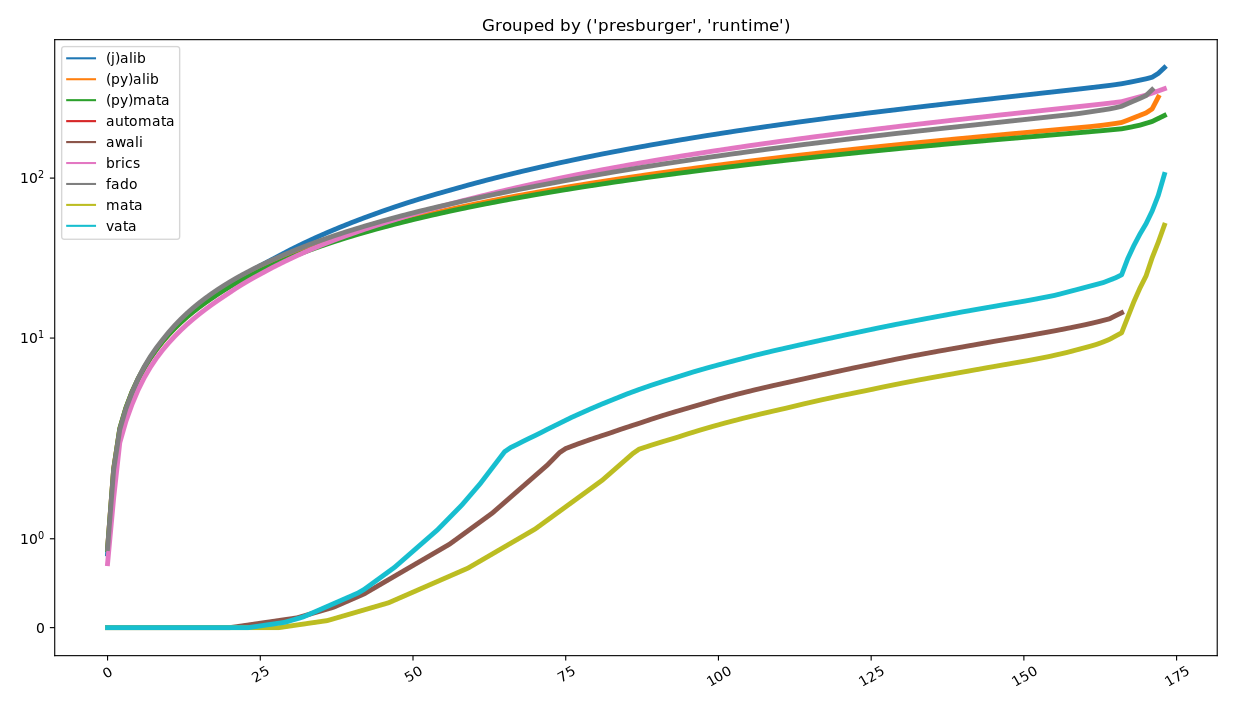 Grouped by ('presburger', 'runtime')
(j)alib
(py)alib
(py)mata
automata
awali
brics
fado
mata
vata
10²
10¹
10⁰
0
0
25
50
75
100
125
150
175